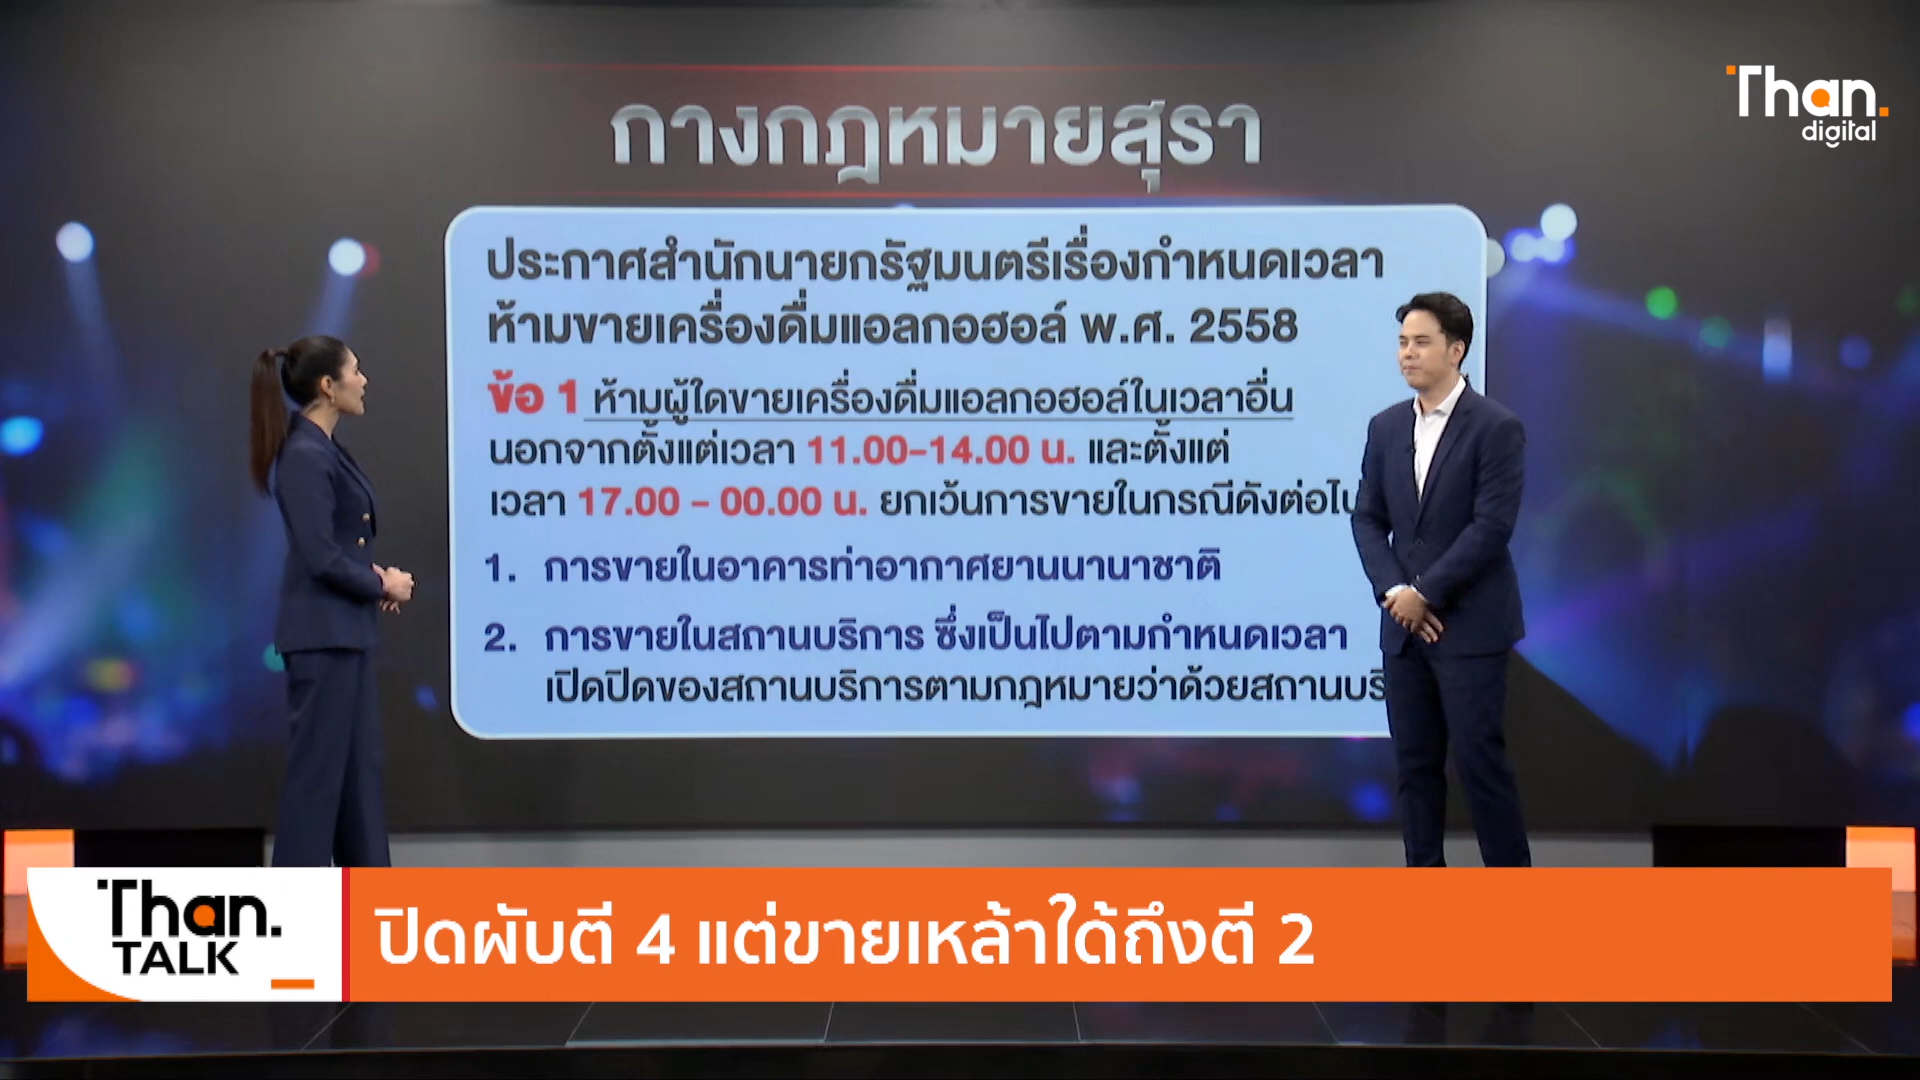 Than.
digital
กางกฎหมายสุรา
ประกาศสำนักนายกรัฐมนตรีเรื่องกำหนดเวลา
ห้ามขายเครื่องดื่มแอลกอฮอล์ พ.ศ. 2558
ข้อ 1 ห้ามผู้ใดขายเครื่องดื่มแอลกอฮอล์ในเวลาอื่น
นอกจากตั้งแต่เวลา 11.00-14.00 น. และตั้งแต่
เวลา 17.00 - 00.00 น. ยกเว้นการขายในกรณีดังต่อไป
1. การขายในอาคารท่าอากาศยานนานาชาติ
2. การขายในสถานบริการ ซึ่งเป็นไปตามกำหนดเวลา
เปิดปิดของสถานบริการตามกฎหมายว่าด้วยสถานบริ
Than.
TALK
ปิดผับตี 4 แต่ขายเหล้าได้ถึงตี 2